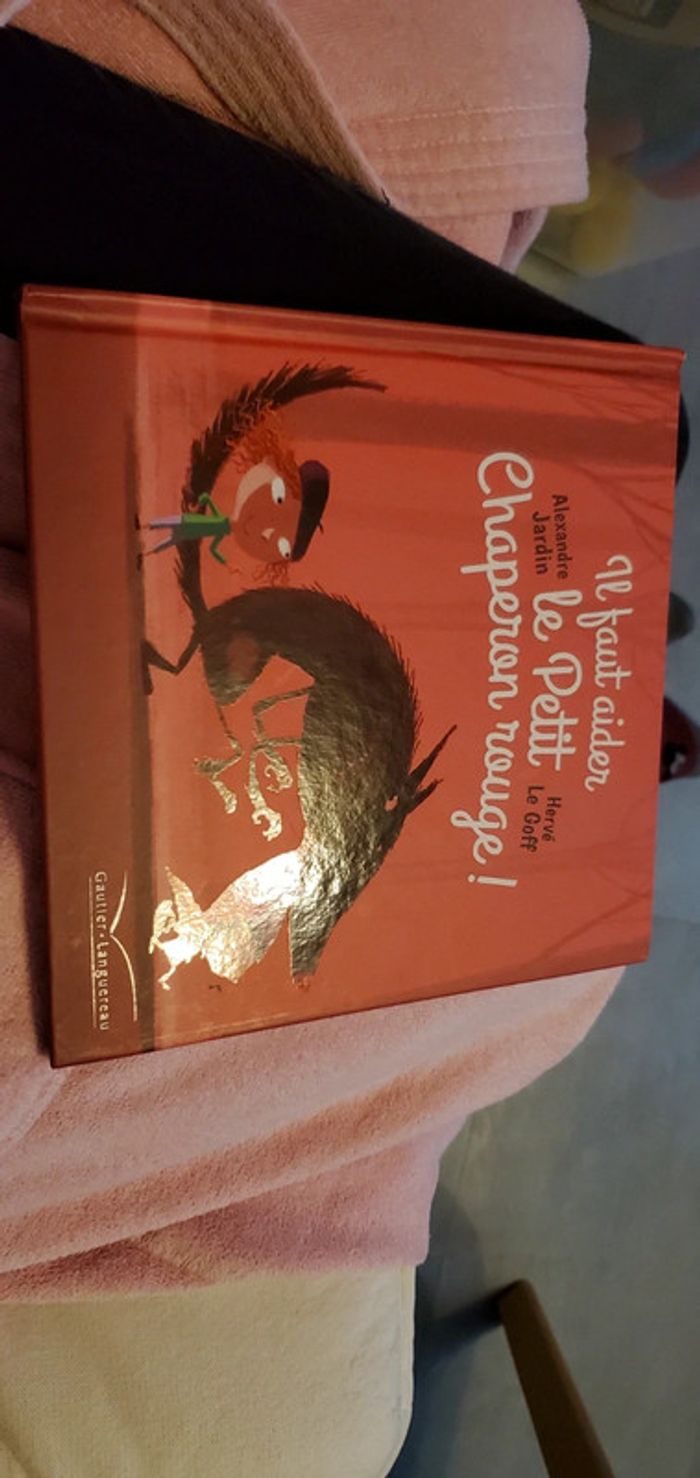 Il faut aider
Alexandre
Jardin
le Petit
Hervé
Le Goff
Chaperon rouge !
Gautier • Languereau